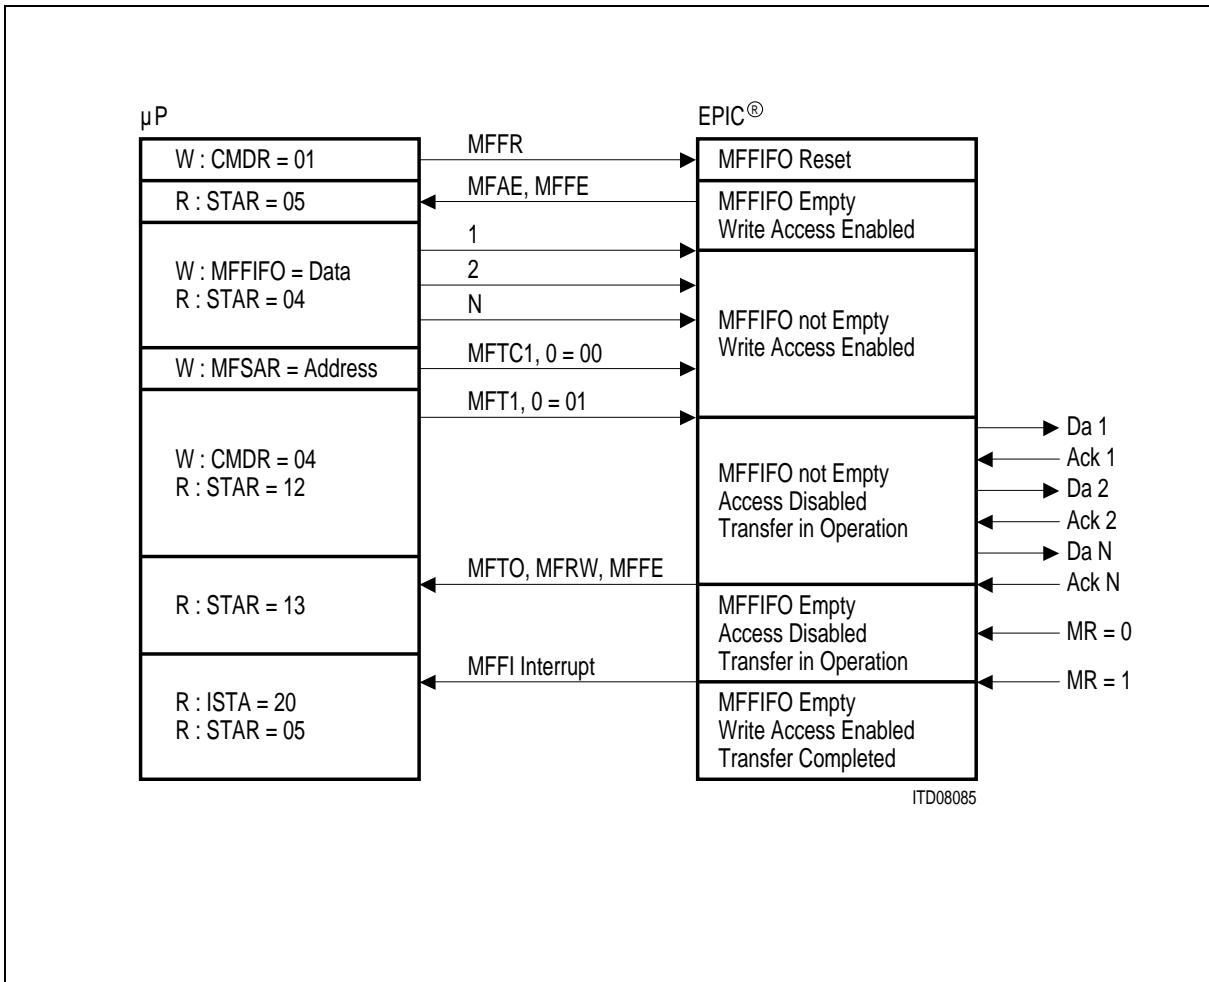 µP
EPIC®
W : CMDR = 01
MFFR
MFFIFO Reset
R : STAR = 05
MFAE, MFFE
MFFIFO Empty
Write Access Enabled
W : MFFIFO = Data
R : STAR = 04
1
2
N
MFFIFO not Empty
Write Access Enabled
W : MFSAR = Address
MFTC1, 0 = 00
MFT1, 0 = 01
W : CMDR = 04
R : STAR = 12
MFFIFO not Empty
Access Disabled
Transfer in Operation
Da 1
Ack 1
Da 2
Ack 2
Da N
Ack N
R : STAR = 13
MFTO, MFRW, MFFE
MFFIFO Empty
Access Disabled
Transfer in Operation
MR = 0
MR = 1
R : ISTA = 20
R : STAR = 05
MFFI Interrupt
MFFIFO Empty
Write Access Enabled
Transfer Completed
ITD08085